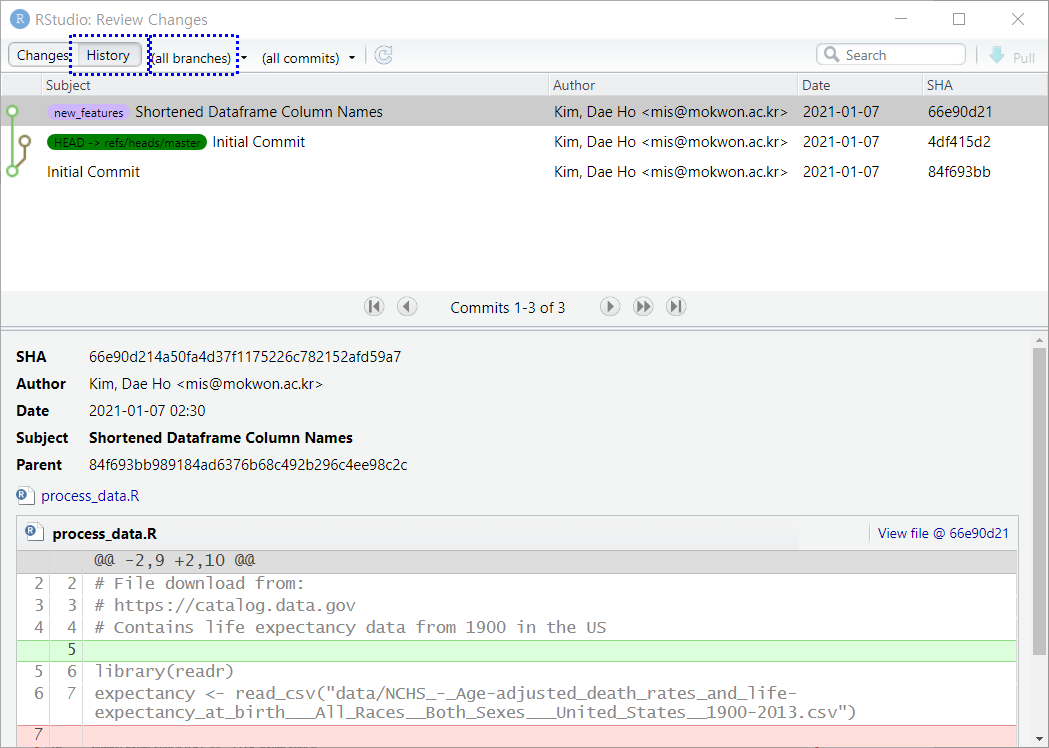 RStudio: Review Changes
Changes History (all branches) (all commits) Search Pull
Subject Author Date SHA
new_features Shortened Dataframe Column Names Kim, Dae Ho <mis@mokwon.ac.kr> 2021-01-07 66e90d21
HEAD -> refs/heads/master Initial Commit Kim, Dae Ho <mis@mokwon.ac.kr> 2021-01-07 4df415d2
Initial Commit Kim, Dae Ho <mis@mokwon.ac.kr> 2021-01-07 84f693bb
Commits 1-3 of 3
SHA 66e90d214a50fa4d37f1175226c782152afd59a7
Author Kim, Dae Ho <mis@mokwon.ac.kr>
Date 2021-01-07 02:30
Subject Shortened Dataframe Column Names
Parent 84f693bb989184ad6376b68c492b296c4ee98c2c
process_data.R
process_data.R View file @ 66e90d21
@@ -2,9 +2,10 @@
2 2 # File download from:
3 3 # https://catalog.data.gov
4 4 # Contains life expectancy data from 1900 in the US
5
5 6 library(readr)
6 7 expectancy <- read_csv("data/NCHS_-_Age-adjusted_death_rates_and_life-
expectancy_at_birth___All_Races__Both_Sexes___United_States__1900-2013.csv")
7